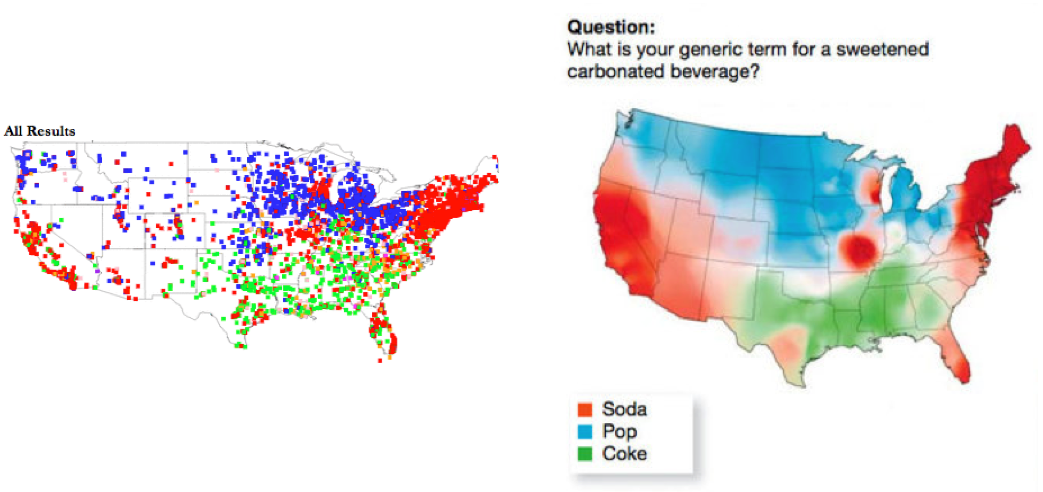 All Results
Question:
What is your generic term for a sweetened
carbonated beverage?
Soda
Pop
Coke